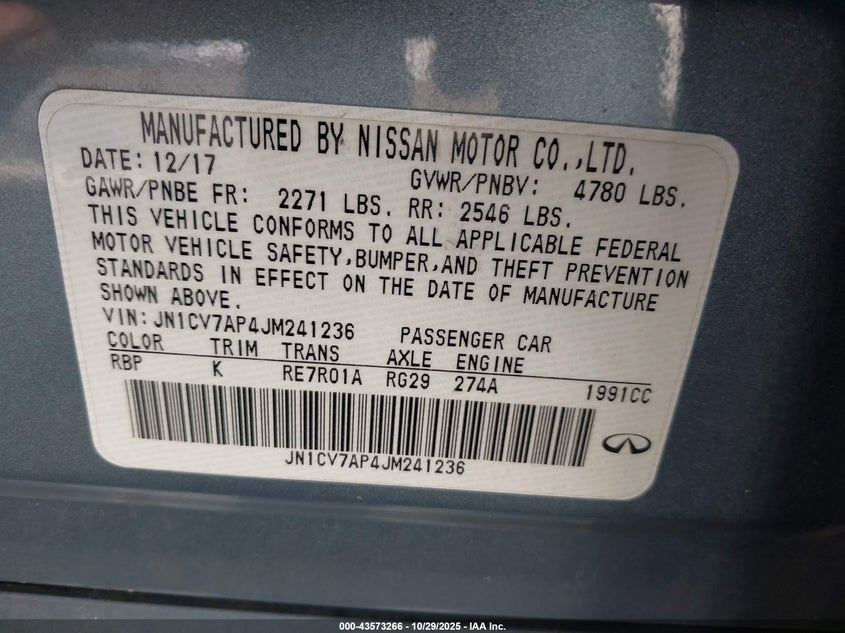 MANUFACTURED BY NISSAN MOTOR CO.,LTD.
DATE: 12/17 GVWR/PNBV: 4780 LBS.
GAWR/PNBE FR: 2271 LBS. RR: 2546 LBS.
THIS VEHICLE CONFORMS TO ALL APPLICABLE FEDERAL
MOTOR VEHICLE SAFETY,BUMPER,AND THEFT PREVENTION
STANDARDS IN EFFECT ON THE DATE OF MANUFACTURE
SHOWN ABOVE.
VIN:JN1CV7AP4JM241236 PASSENGER CAR
COLOR TRIM TRANS AXLE ENGINE
RBP K RE7R01A RG29 274A 1991CC
JN1CV7AP4JM241236
000-43573266 - 10/29/2025 - IAA Inc.